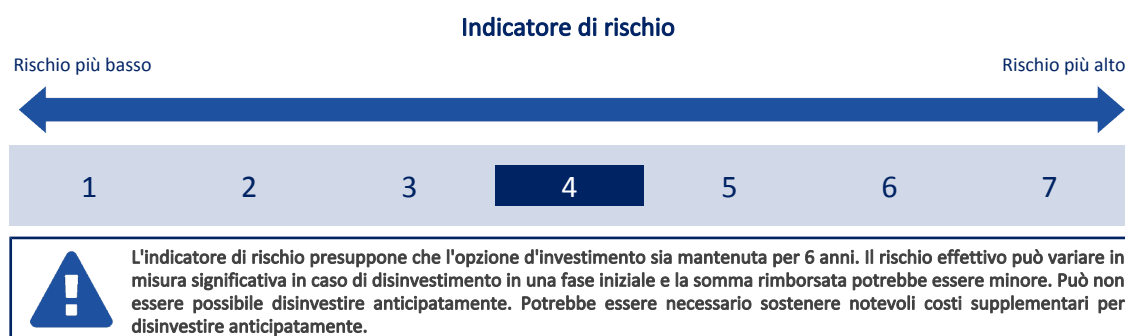 Indicatore di rischio
Rischio più basso Rischio più alto
1 2 3 4 5 6 7
L'indicatore di rischio presuppone che l'opzione d'investimento sia mantenuta per 6 anni. Il rischio effettivo può variare in
misura significativa in caso di disinvestimento in una fase iniziale e la somma rimborsata potrebbe essere minore. Può non
essere possibile disinvestire anticipatamente. Potrebbe essere necessario sostenere notevoli costi supplementari per
disinvestire anticipatamente.